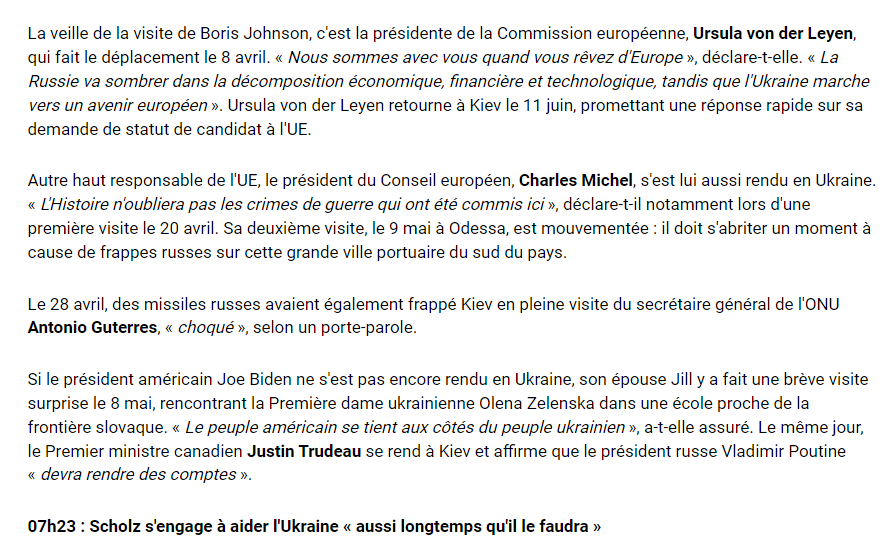 La veille de la visite de Boris Johnson, c'est la présidente de la Commission européenne, Ursula von der Leyen,
qui fait le déplacement le 8 avril. « Nous sommes avec vous quand vous rêvez d'Europe », déclare-t-elle. « La
Russie va sombrer dans la décomposition économique, financière et technologique, tandis que l'Ukraine marche
vers un avenir européen ». Ursula von der Leyen retourne à Kiev le 11 juin, promettant une réponse rapide sur sa
demande de statut de candidat à l'UE.
Autre haut responsable de l'UE, le président du Conseil européen, Charles Michel, s'est lui aussi rendu en Ukraine.
« L'Histoire n'oubliera pas les crimes de guerre qui ont été commis ici », déclare-t-il notamment lors d'une
première visite le 20 avril. Sa deuxième visite, le 9 mai à Odessa, est mouvementée : il doit s'abriter un moment à
cause de frappes russes sur cette grande ville portuaire du sud du pays.
Le 28 avril, des missiles russes avaient également frappé Kiev en pleine visite du secrétaire général de l'ONU
Antonio Guterres, « choqué », selon un porte-parole.
Si le président américain Joe Biden ne s'est pas encore rendu en Ukraine, son épouse Jill y a fait une brève visite
surprise le 8 mai, rencontrant la Première dame ukrainienne Olena Zelenska dans une école proche de la
frontière slovaque. « Le peuple américain se tient aux côtés du peuple ukrainien », a-t-elle assuré. Le même jour,
le Premier ministre canadien Justin Trudeau se rend à Kiev et affirme que le président russe Vladimir Poutine
« devra rendre des comptes ».
07h23 : Scholz s'engage à aider l'Ukraine « aussi longtemps qu'il le faudra »